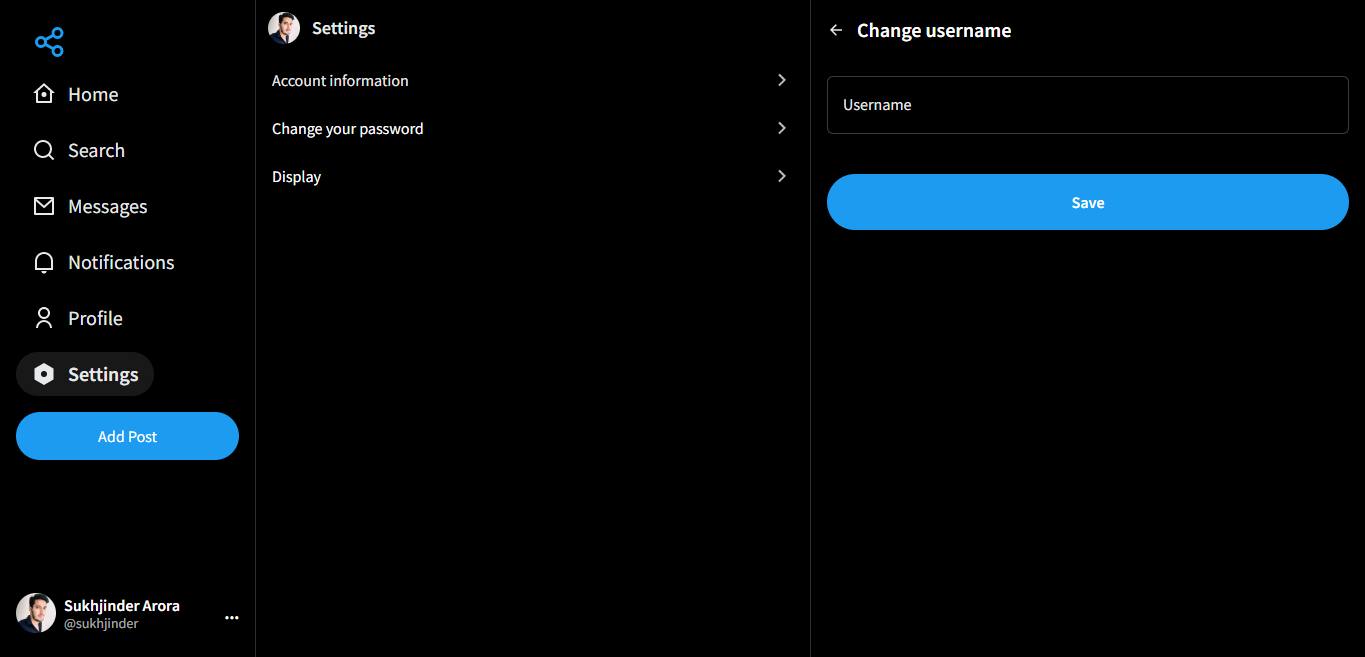 Home
Search
Messages
Notifications
Profile
Settings
Add Post
Sukhjinder Arora
@sukhjinder
Settings
Account information
Change your password
Display
Change username
Username
Save